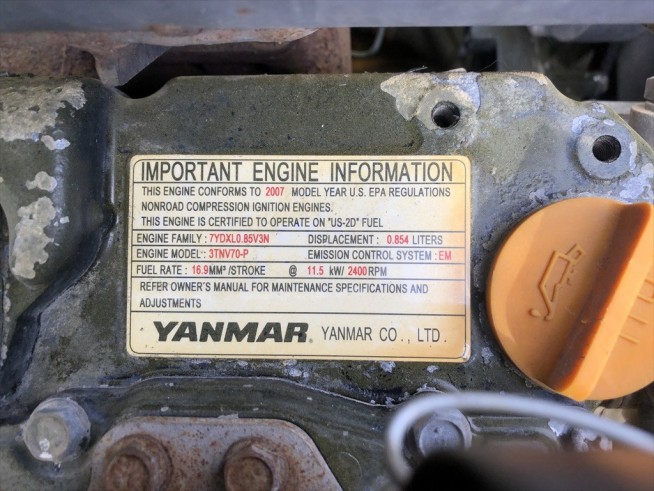 IMPORTANT ENGINE INFORMATION
THIS ENGINE CONFORMS TO 2007 MODEL YEAR U.S. EPA REGULATIONS
NONROAD COMPRESSION IGNITION ENGINES.
THIS ENGINE IS CERTIFIED TO OPERATE ON "US-2D" FUEL
ENGINE FAMILY : 7YDXL0.85V3N DISPLACEMENT : 0.854 LITERS
ENGINE MODEL : 3TNV70-P EMISSION CONTROL SYSTEM : EM
FUEL RATE : 16.9 MM³ /STROKE @ 11.5 kW/ 2400 RPM
REFER OWNER'S MANUAL FOR MAINTENANCE SPECIFICATIONS AND
ADJUSTMENTS
YANMAR® YANMAR CO., LTD.